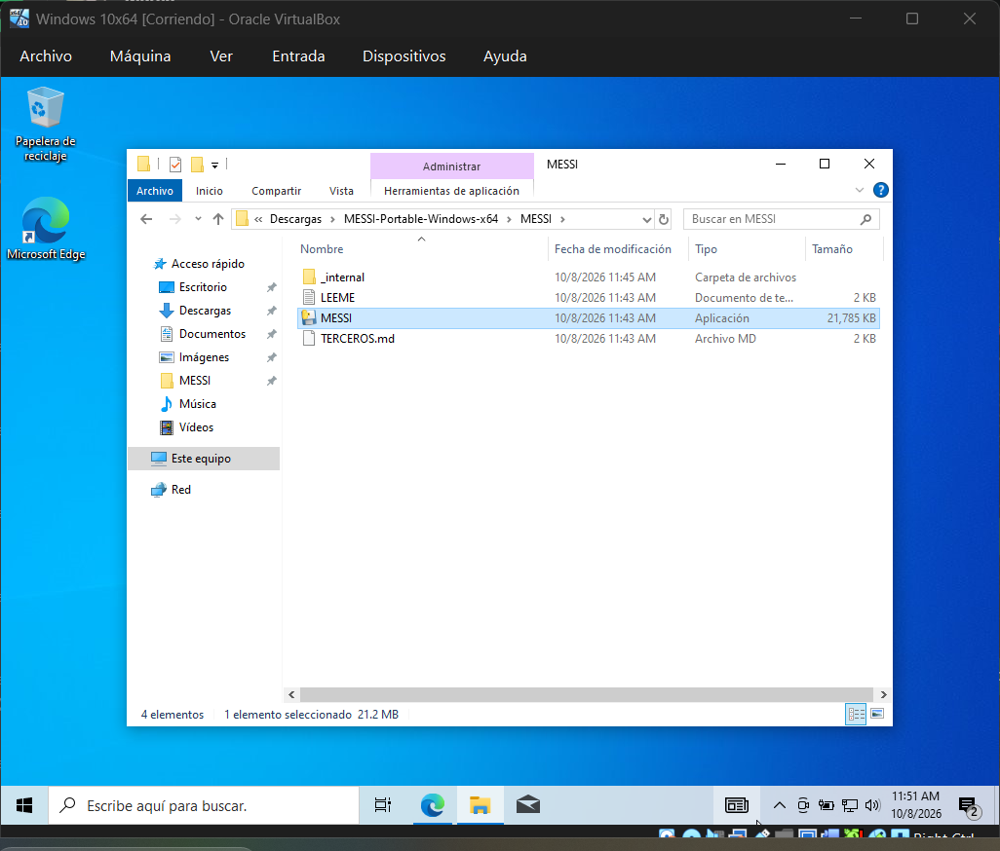 Windows 10x64 [Corriendo] - Oracle VirtualBox
Archivo Máquina Ver Entrada Dispositivos Ayuda
Papelera de
reciclaje
Microsoft Edge
Administrar MESSI
Archivo Inicio Compartir Vista Herramientas de aplicación
« Descargas › MESSI-Portable-Windows-x64 › MESSI › Buscar en MESSI
Nombre Fecha de modificación Tipo Tamaño
Acceso rápido
Escritorio
Descargas
Documentos
Imágenes
MESSI
Música
Vídeos
Este equipo
Red
_internal 10/8/2026 11:45 AM Carpeta de archivos
LEEME 10/8/2026 11:43 AM Documento de te... 2 KB
MESSI 10/8/2026 11:43 AM Aplicación 21,785 KB
TERCEROS.md 10/8/2026 11:43 AM Archivo MD 2 KB
4 elementos 1 elemento seleccionado 21.2 MB
Escribe aquí para buscar.
11:51 AM
10/8/2026
2
Right Ctrl